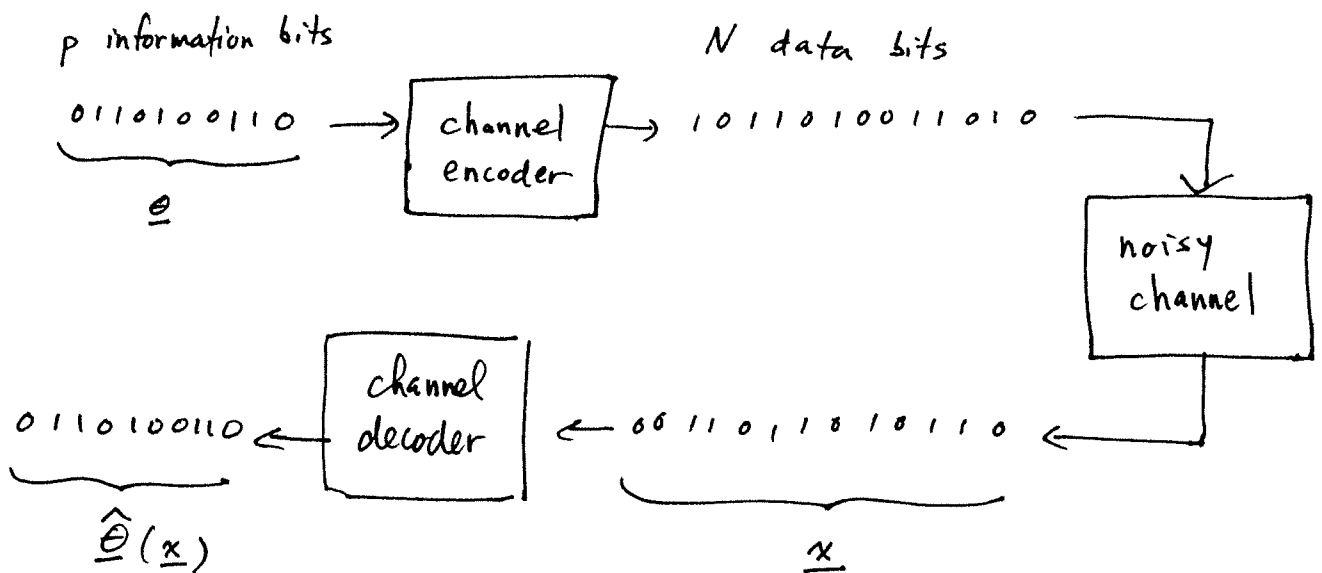 p information bits
N data bits
0110100110
channel
encoder
1011010011010
θ
noisy
channel
channel
decoder
0110100110
0011011010110
θ̂(x)
x